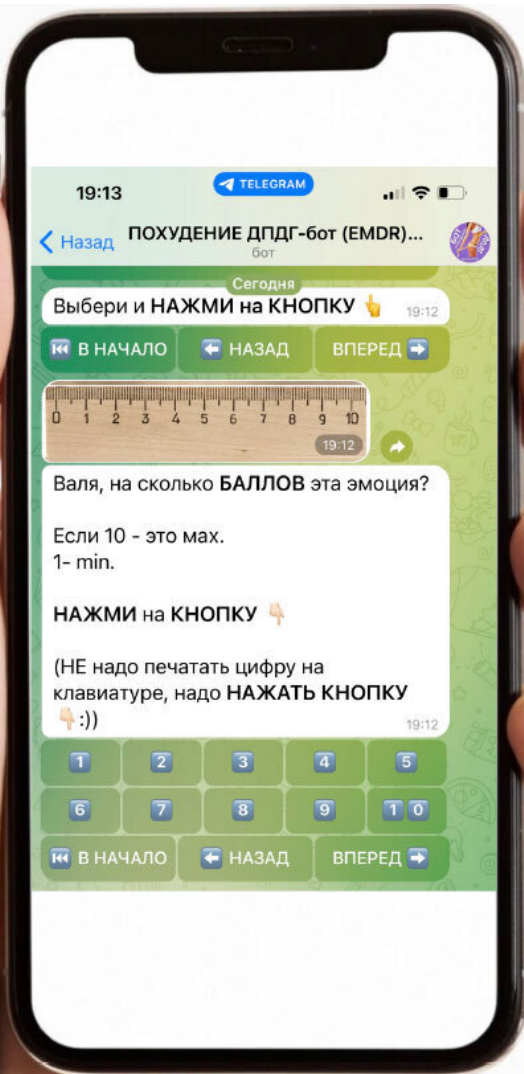 19:13
TELEGRAM
Назад
ПОХУДЕНИЕ ДПДГ-бот (EMDR)...
бот
Сегодня
Выбери и НАЖМИ на КНОПКУ 👆
19:12
⏮ В НАЧАЛО ⬅ НАЗАД ВПЕРЕД ➡
0 1 2 3 4 5 6 7 8 9 10
19:12
Валя, на сколько БАЛЛОВ эта эмоция?
Если 10 - это мах.
1- min.
НАЖМИ на КНОПКУ 👇🏻
(НЕ надо печатать цифру на
клавиатуре, надо НАЖАТЬ КНОПКУ
👇🏻:))
19:12
1 2 3 4 5
6 7 8 9 1 0
⏮ В НАЧАЛО ⬅ НАЗАД ВПЕРЕД ➡